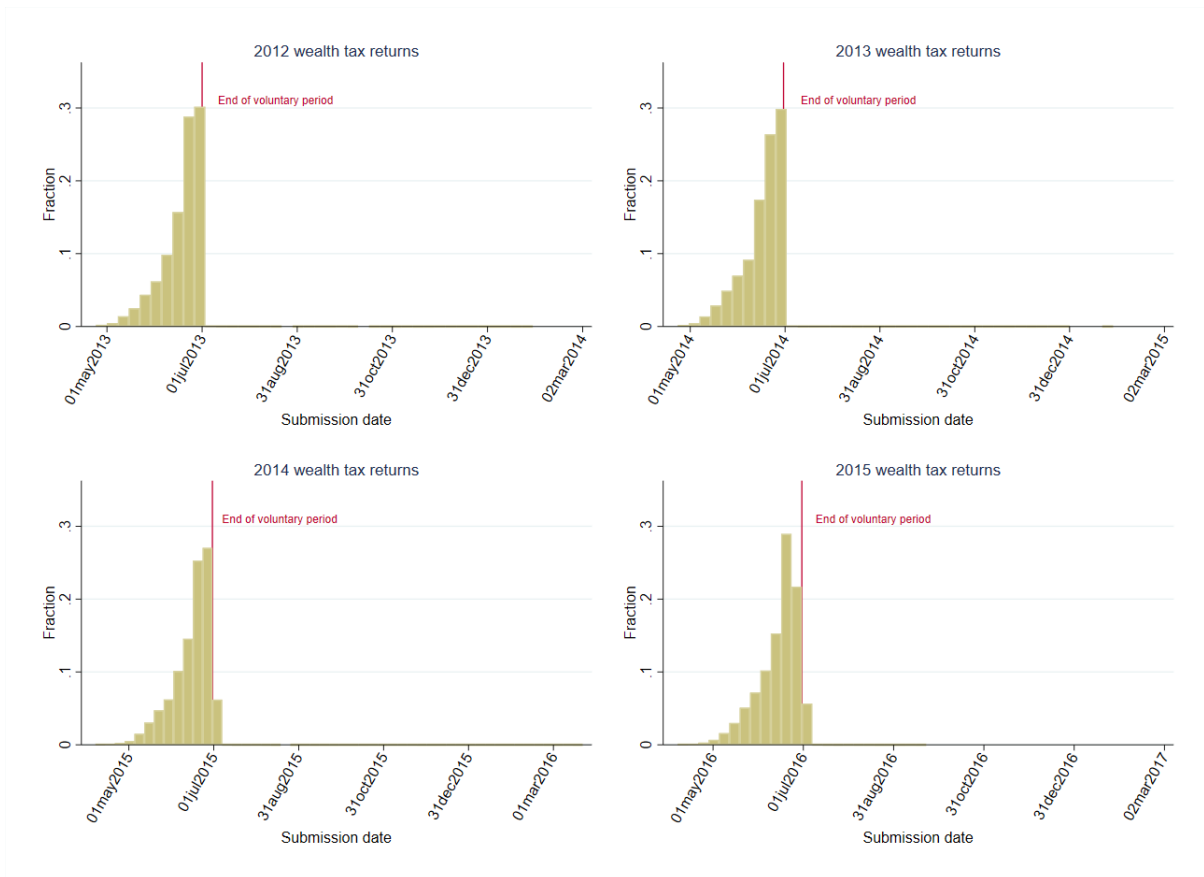 2012 wealth tax returns
End of voluntary period
Fraction
0
.1
.2
.3
01may2013
01jul2013
31aug2013
31oct2013
31dec2013
02mar2014
Submission date
2013 wealth tax returns
End of voluntary period
Fraction
0
.1
.2
.3
01may2014
01jul2014
31aug2014
31oct2014
31dec2014
02mar2015
Submission date
2014 wealth tax returns
End of voluntary period
Fraction
0
.1
.2
.3
01may2015
01jul2015
31aug2015
31oct2015
31dec2015
01mar2016
Submission date
2015 wealth tax returns
End of voluntary period
Fraction
0
.1
.2
.3
01may2016
01jul2016
31aug2016
31oct2016
31dec2016
02mar2017
Submission date